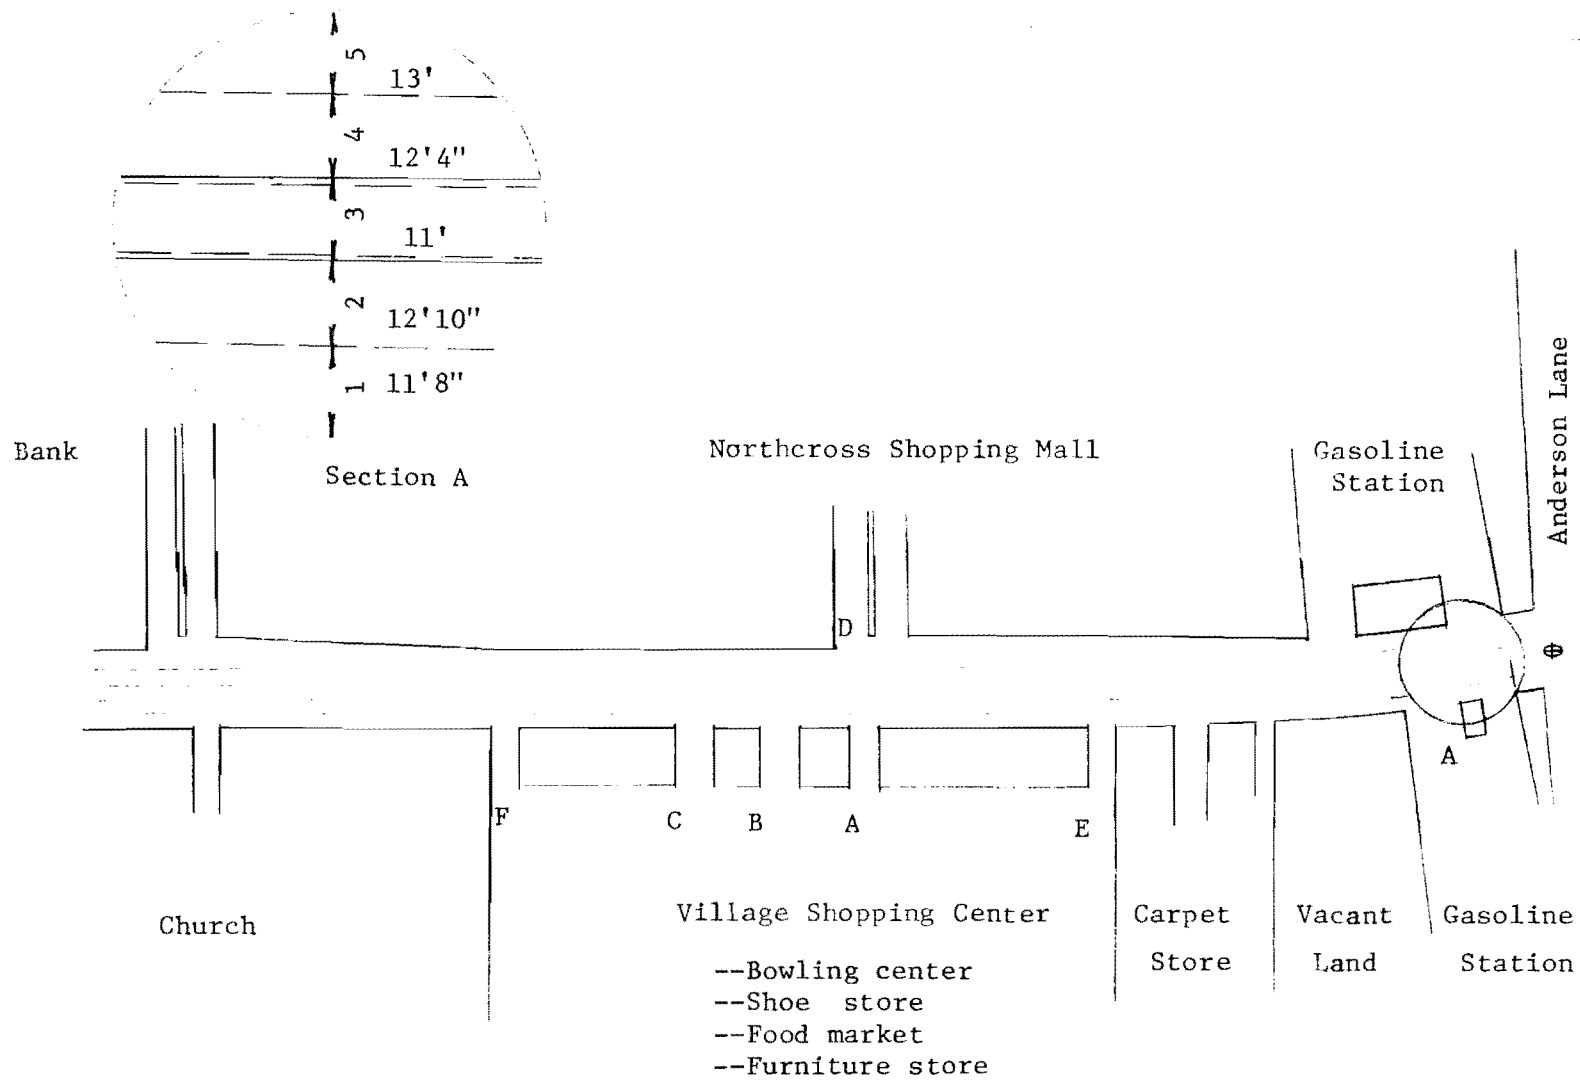 5
13'
4
12'4"
3
11'
2
12'10"
1
11'8"
Section A
Bank
Northcross Shopping Mall
Gasoline
Station
Anderson Lane
D
A
F
C
B
A
E
Church
Village Shopping Center
--Bowling center
--Shoe store
--Food market
--Furniture store
Carpet
Store
Vacant
Land
Gasoline
Station